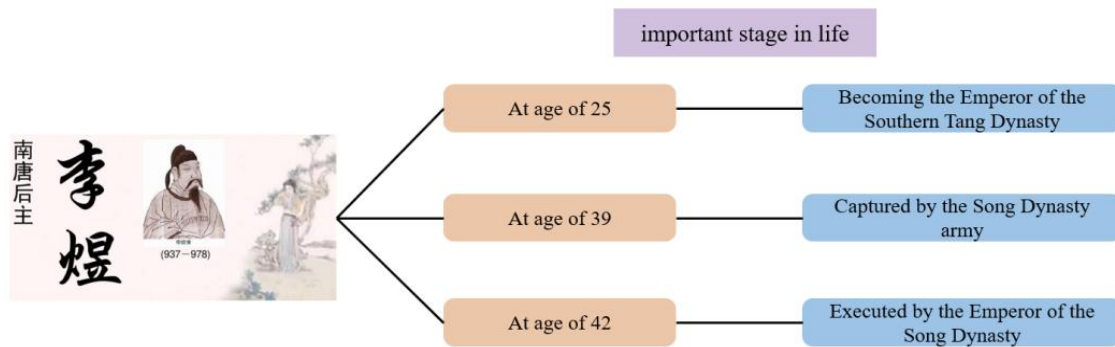 important stage in life
南唐后主
李煜
(937－978)
At age of 25
Becoming the Emperor of the
Southern Tang Dynasty
At age of 39
Captured by the Song Dynasty
army
At age of 42
Executed by the Emperor of the
Song Dynasty